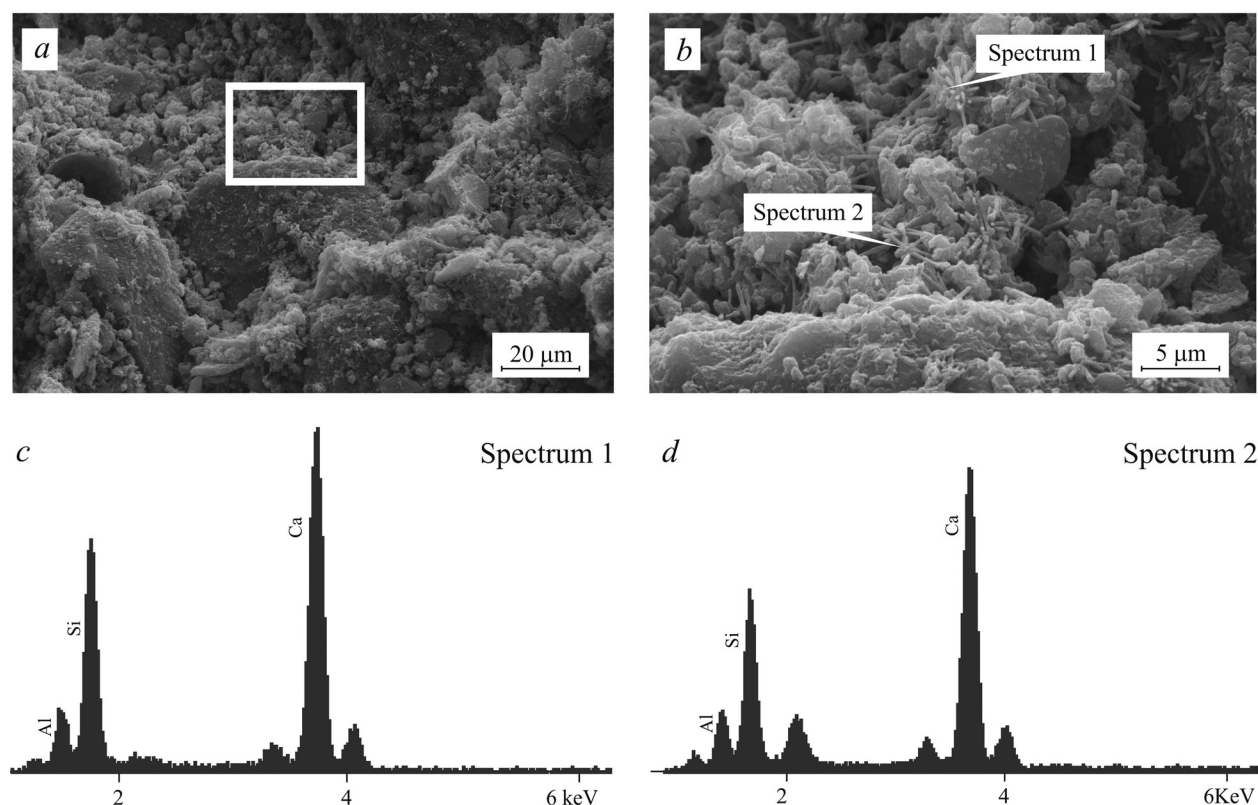 a
20 μm
b
Spectrum 1
Spectrum 2
5 μm
c
Spectrum 1
Al
Si
Ca
2
4
6 keV
d
Spectrum 2
Al
Si
Ca
2
4
6KeV